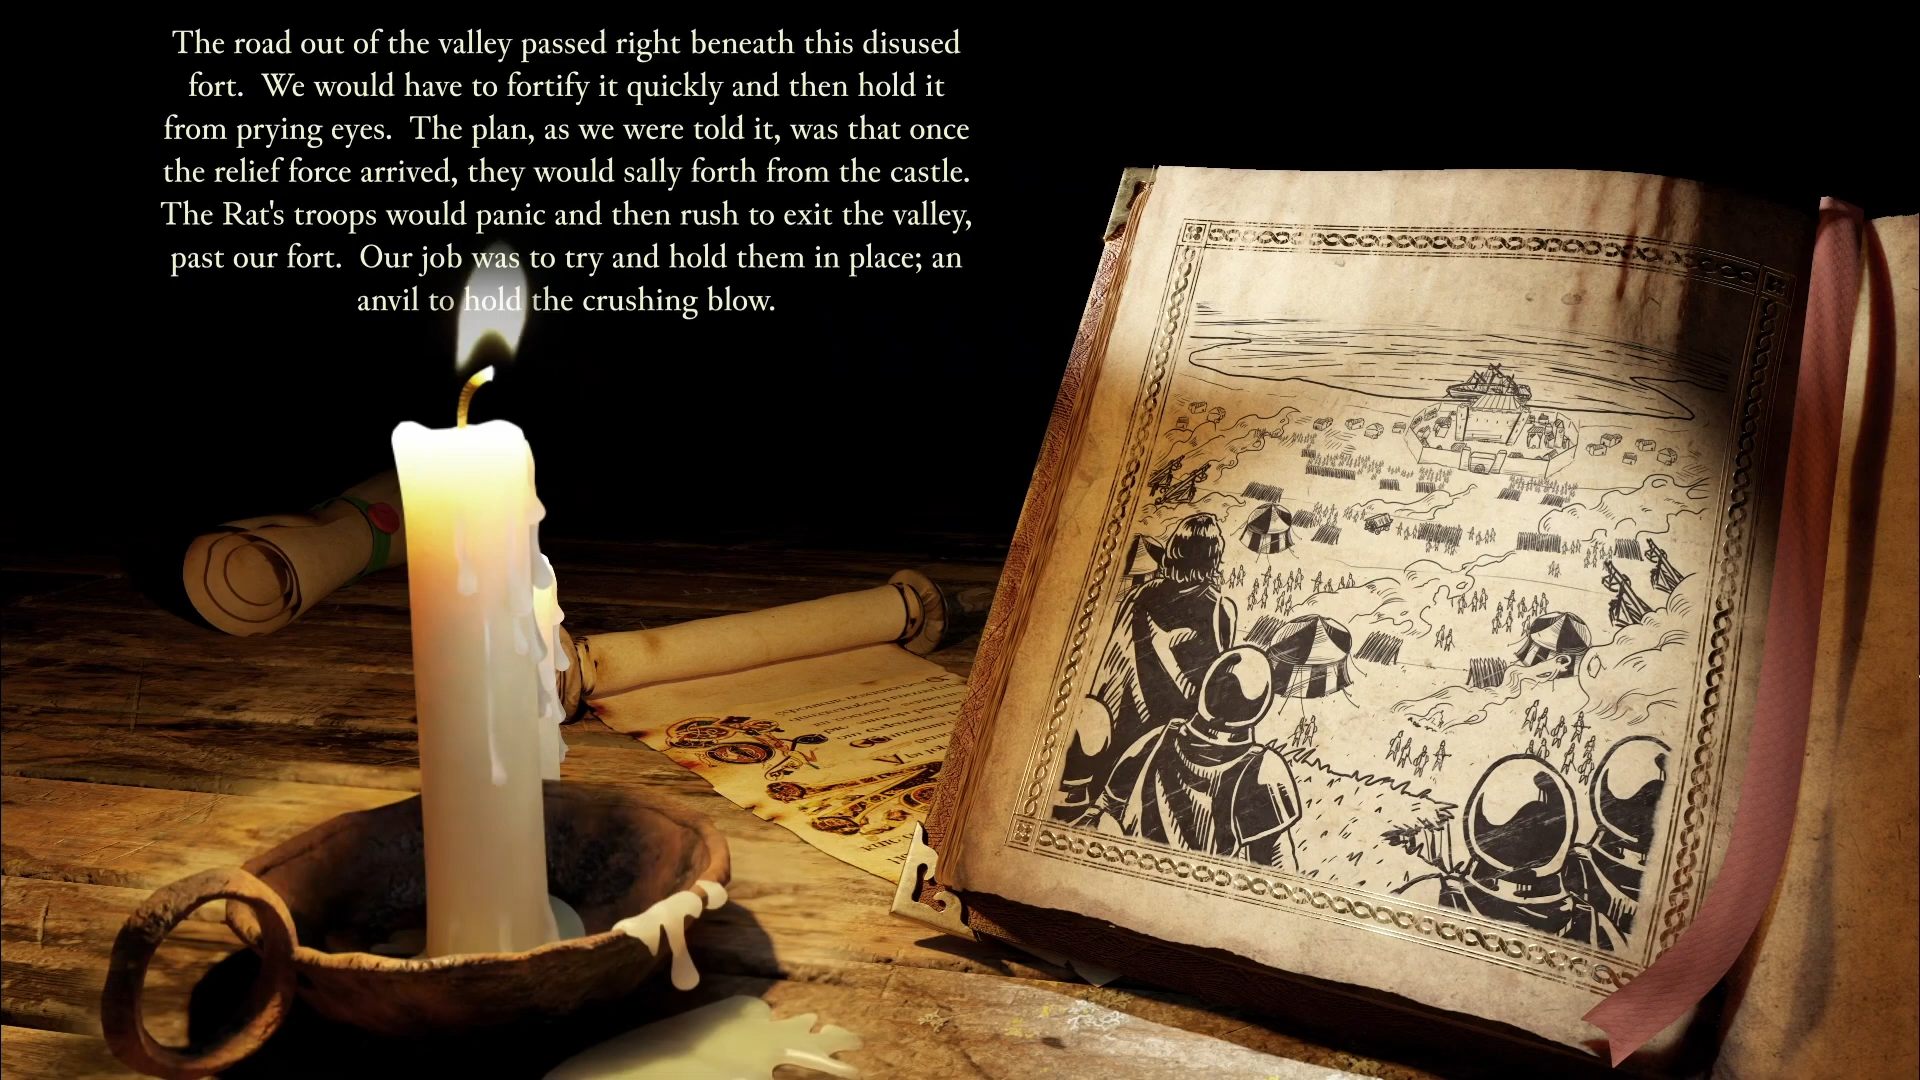 The road out of the valley passed right beneath this disused
fort.  We would have to fortify it quickly and then hold it
from prying eyes.  The plan, as we were told it, was that once
the relief force arrived, they would sally forth from the castle.
The Rat's troops would panic and then rush to exit the valley,
past our fort.  Our job was to try and hold them in place; an
anvil to hold the crushing blow.